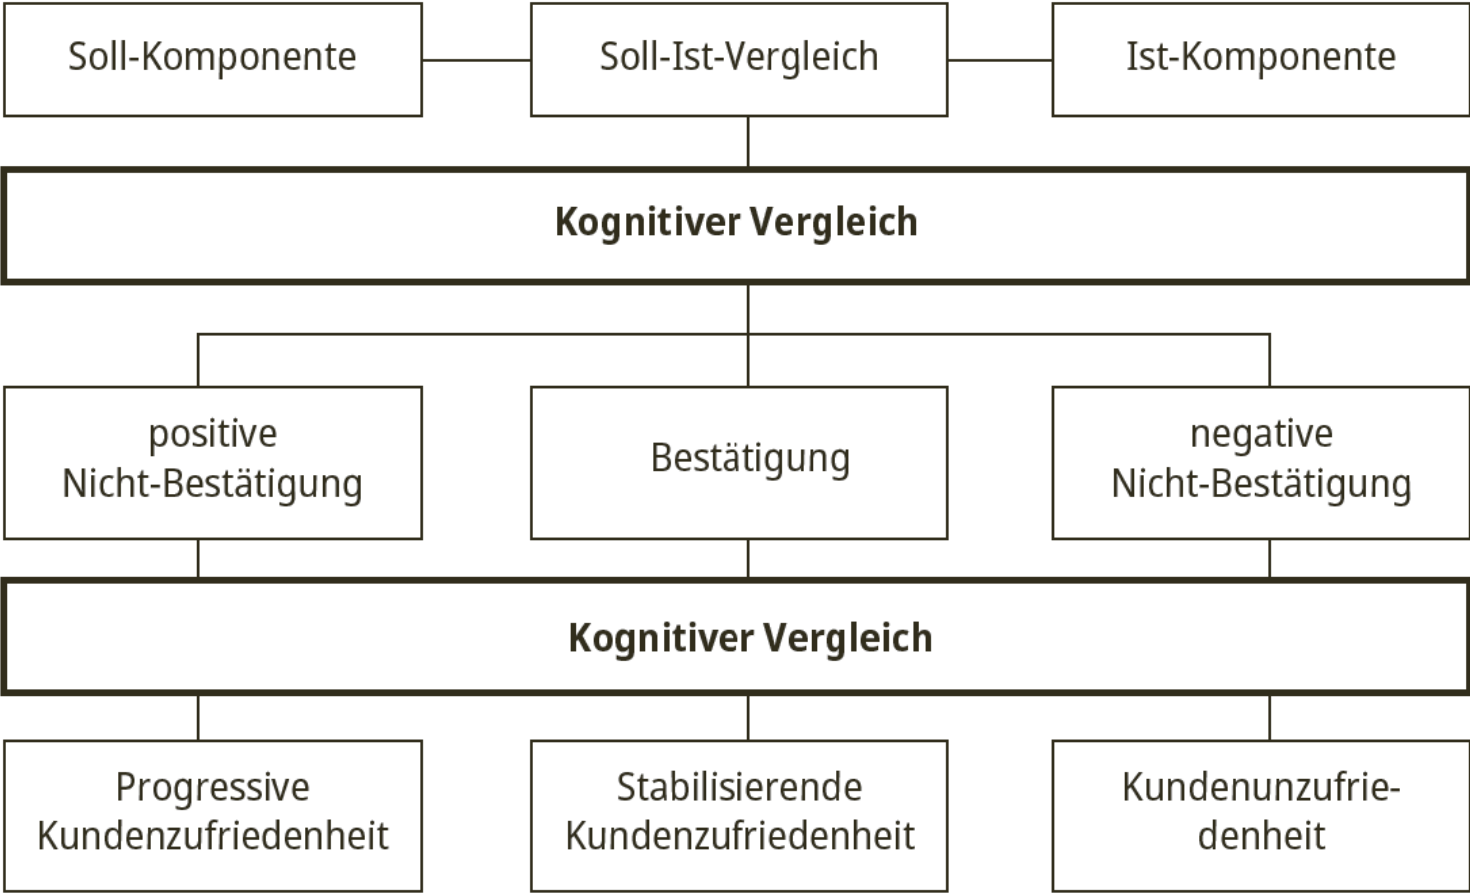 Soll-Komponente
Soll-Ist-Vergleich
Ist-Komponente
Kognitiver Vergleich
positive
Nicht-Bestätigung
Bestätigung
negative
Nicht-Bestätigung
Kognitiver Vergleich
Progressive
Kundenzufriedenheit
Stabilisierende
Kundenzufriedenheit
Kundenunzufrie-
denheit